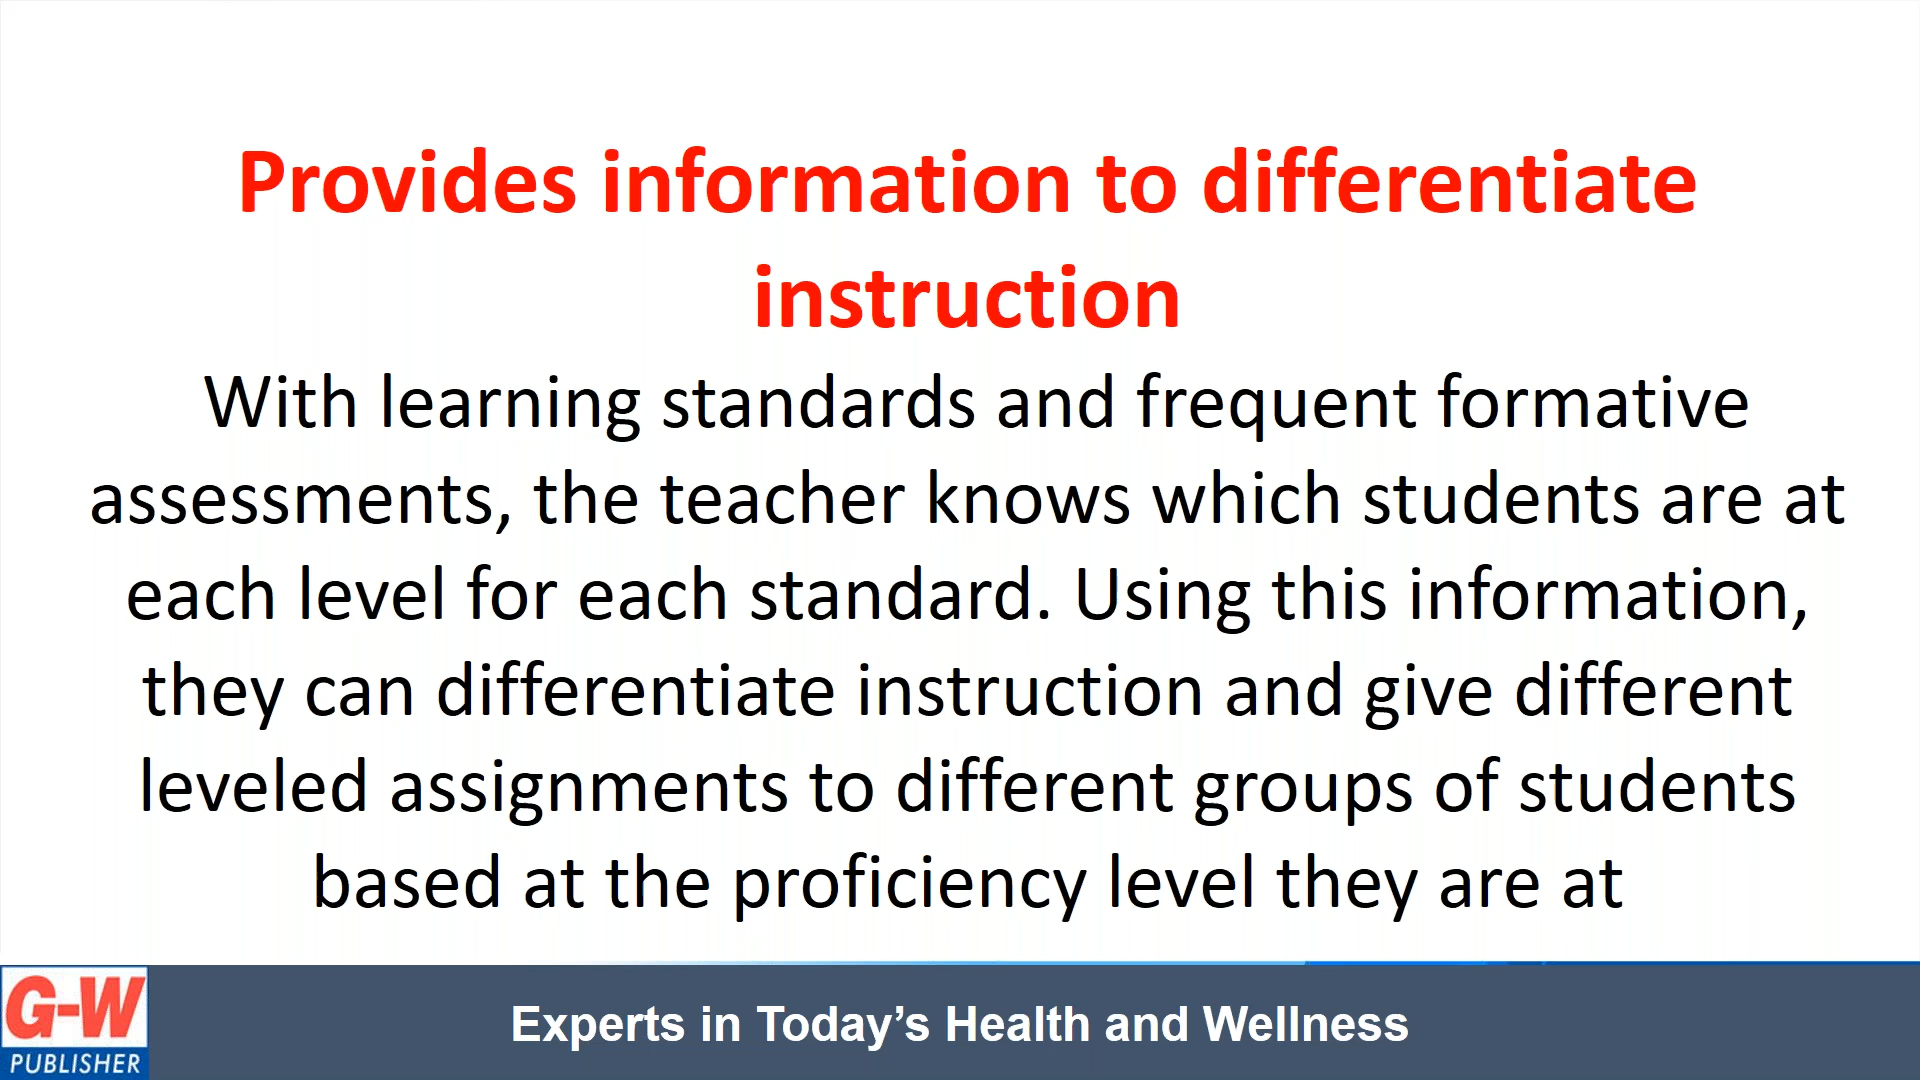 Provides information to differentiate
instruction
With learning standards and frequent formative
assessments, the teacher knows which students are at
each level for each standard. Using this information,
they can differentiate instruction and give different
leveled assignments to different groups of students
based at the proficiency level they are at
G-W
PUBLISHER
Experts in Today’s Health and Wellness